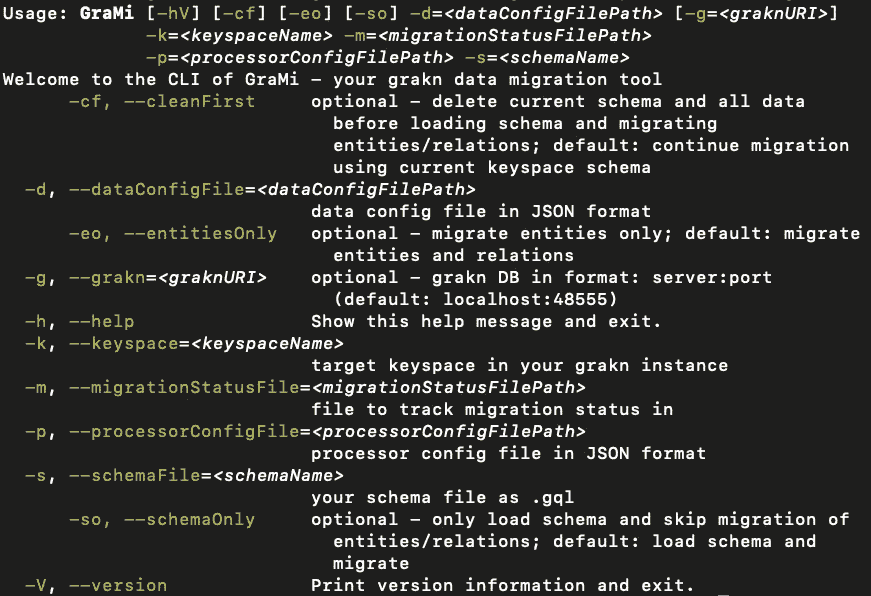 Usage: GraMi [-hV] [-cf] [-eo] [-so] -d=<dataConfigFilePath> [-g=<graknURI>]
-k=<keyspaceName> -m=<migrationStatusFilePath>
-p=<processorConfigFilePath> -s=<schemaName>
Welcome to the CLI of GraMi – your grakn data migration tool
-cf, --cleanFirst optional – delete current schema and all data
before loading schema and migrating
entities/relations; default: continue migration
using current keyspace schema
-d, --dataConfigFile=<dataConfigFilePath>
data config file in JSON format
-eo, --entitiesOnly optional – migrate entities only; default: migrate
entities and relations
-g, --grakn=<graknURI> optional – grakn DB in format: server:port
(default: localhost:48555)
-h, --help Show this help message and exit.
-k, --keyspace=<keyspaceName>
target keyspace in your grakn instance
-m, --migrationStatusFile=<migrationStatusFilePath>
file to track migration status in
-p, --processorConfigFile=<processorConfigFilePath>
processor config file in JSON format
-s, --schemaFile=<schemaName>
your schema file as .gql
-so, --schemaOnly optional – only load schema and skip migration of
entities/relations; default: load schema and
migrate
-V, --version Print version information and exit.